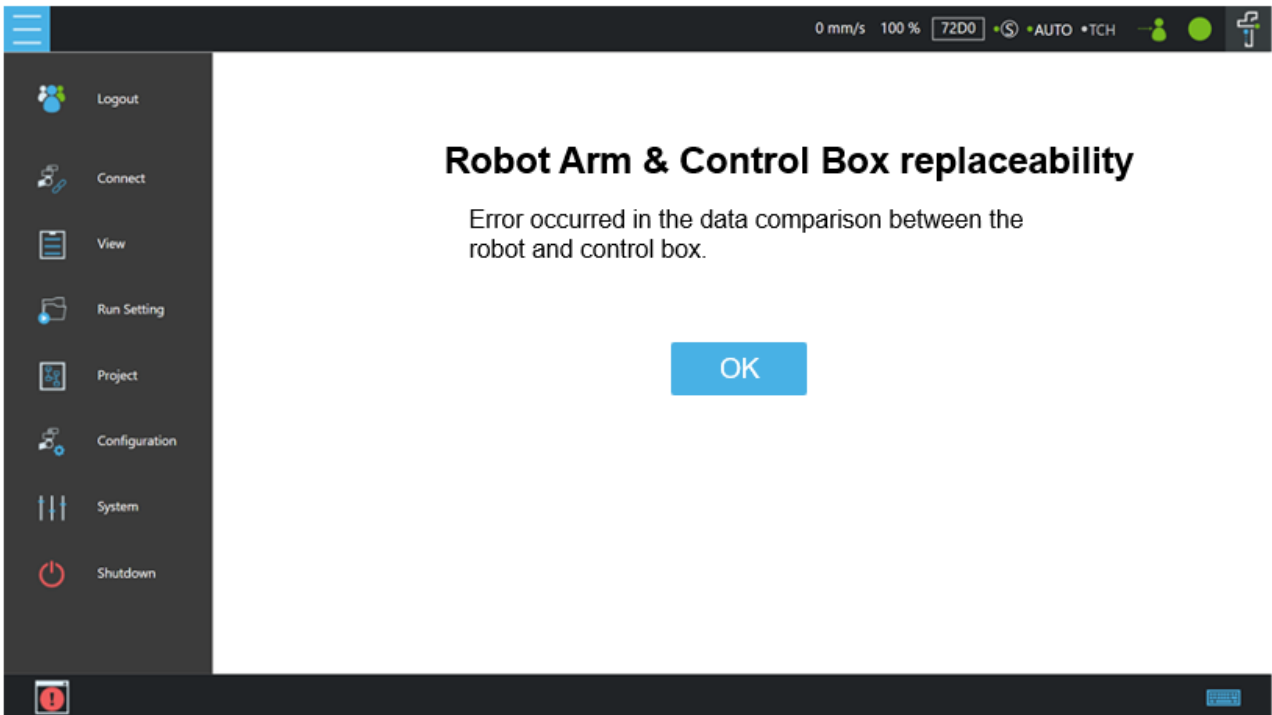 0 mm/s 100 % 72D0 •Ⓢ •AUTO •TCH
Logout
Connect
View
Run Setting
Project
Configuration
System
Shutdown
Robot Arm & Control Box replaceability
Error occurred in the data comparison between the
robot and control box.
OK